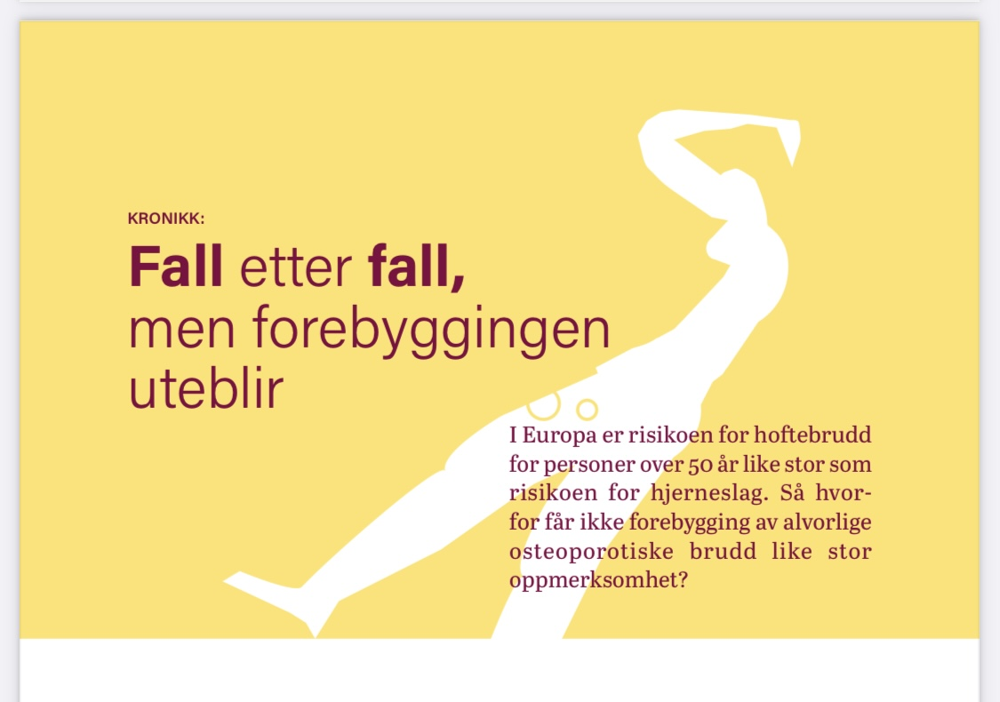 KRONIKK:
Fall etter fall,
men forebyggingen
uteblir
I Europa er risikoen for hoftebrudd
for personer over 50 år like stor som
risikoen for hjerneslag. Så hvor-
for får ikke forebygging av alvorlige
osteoporotiske brudd like stor
oppmerksomhet?